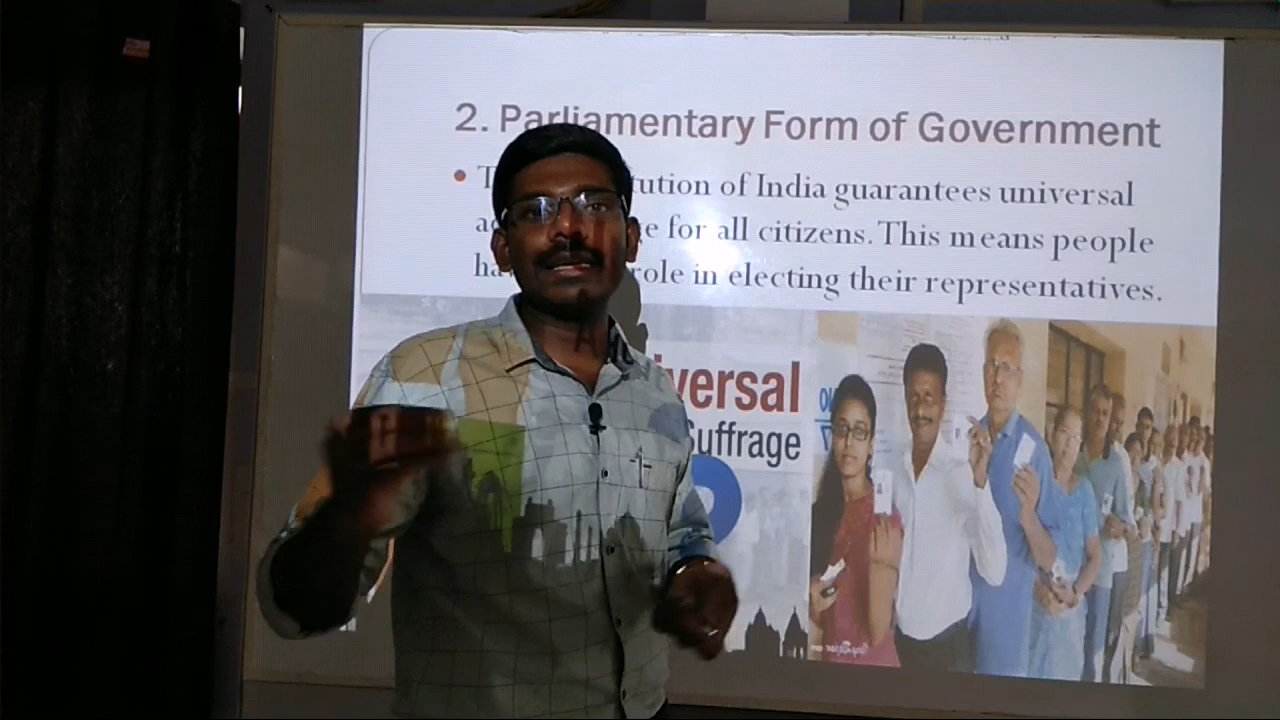 2. Parliamentary Form of Government
• T tution of India guarantees universal
e for all citizens. This means people
role in electing their representatives.
iversal
Suffrage